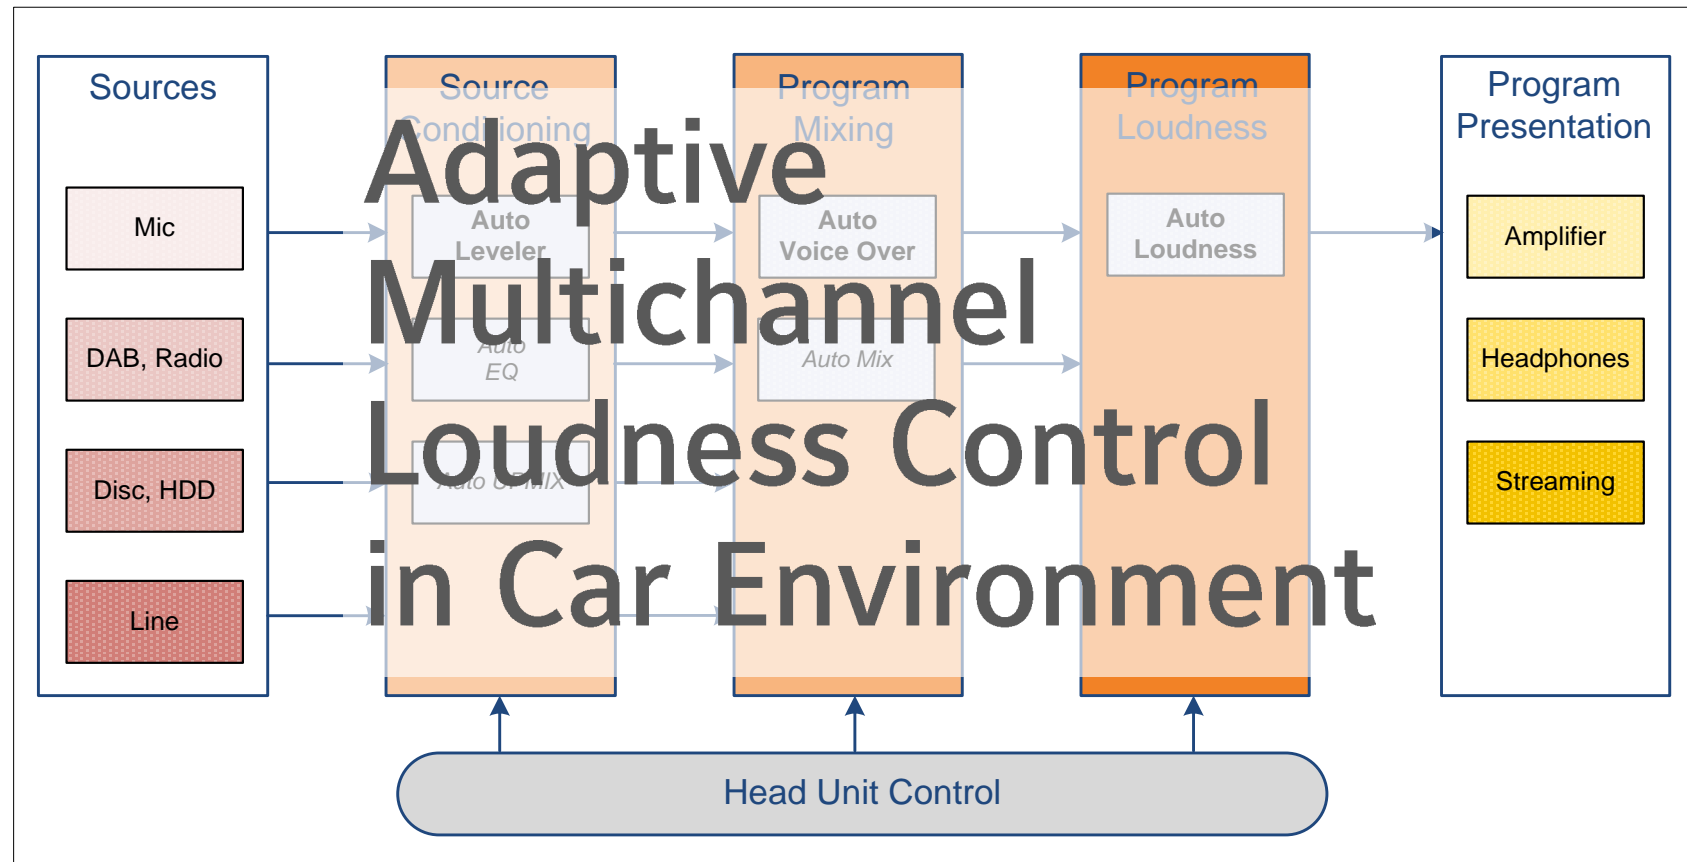 Sources
Mic
DAB, Radio
Disc, HDD
Line
Source
Conditioning
Auto
Leveler
Auto
EQ
Auto UPMIX
Program
Mixing
Auto
Voice Over
Auto Mix
Program
Loudness
Auto
Loudness
Program
Presentation
Amplifier
Headphones
Streaming
Adaptive
Multichannel
Loudness Control
in Car Environment
Head Unit Control